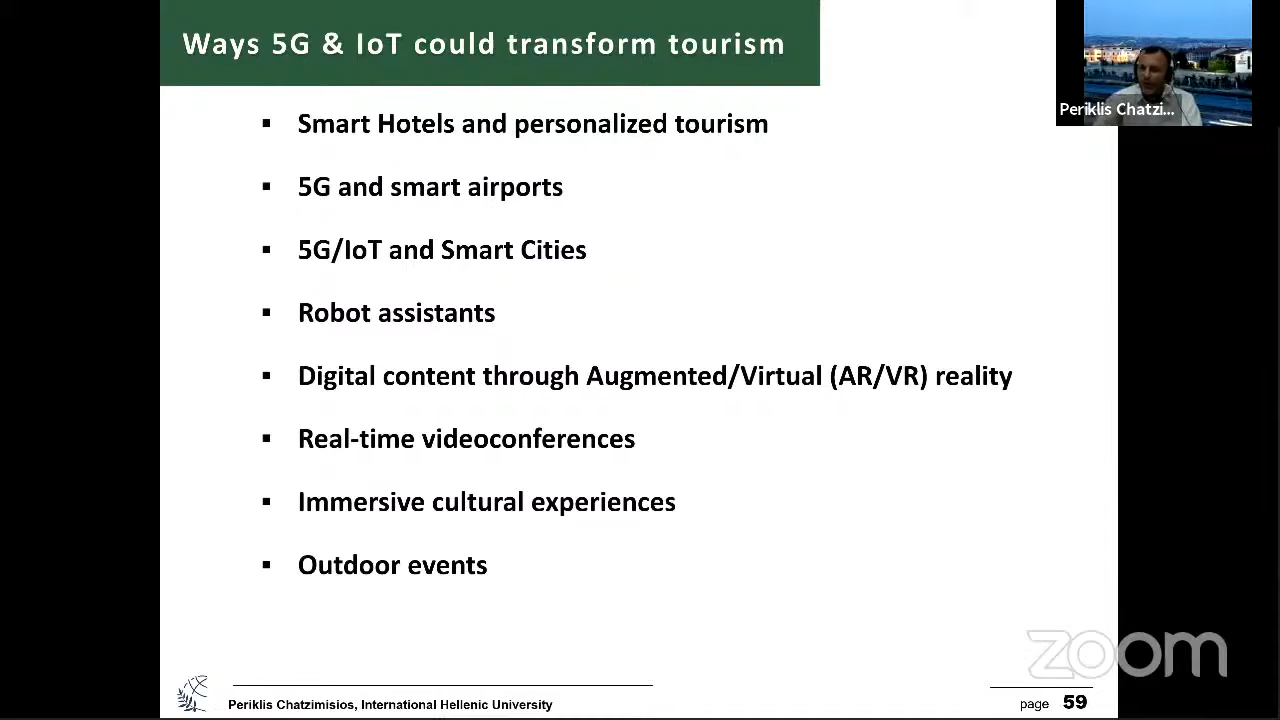 Ways 5G & IoT could transform tourism
Periklis Chatzi...
▪ Smart Hotels and personalized tourism
▪ 5G and smart airports
▪ 5G/IoT and Smart Cities
▪ Robot assistants
▪ Digital content through Augmented/Virtual (AR/VR) reality
▪ Real-time videoconferences
▪ Immersive cultural experiences
▪ Outdoor events
zoom
Periklis Chatzimisios, International Hellenic University
page 59